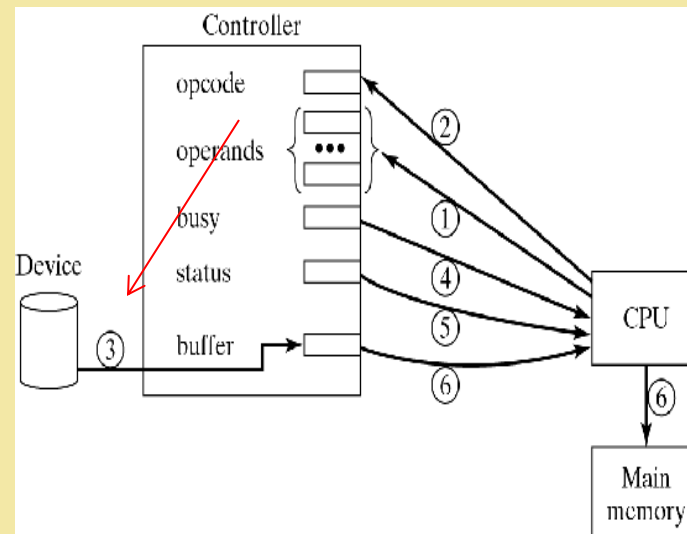 Controller
opcode
②
operands
•••
①
busy
④
Device
status
⑤
CPU
③
buffer
⑥
⑥
Main
memory